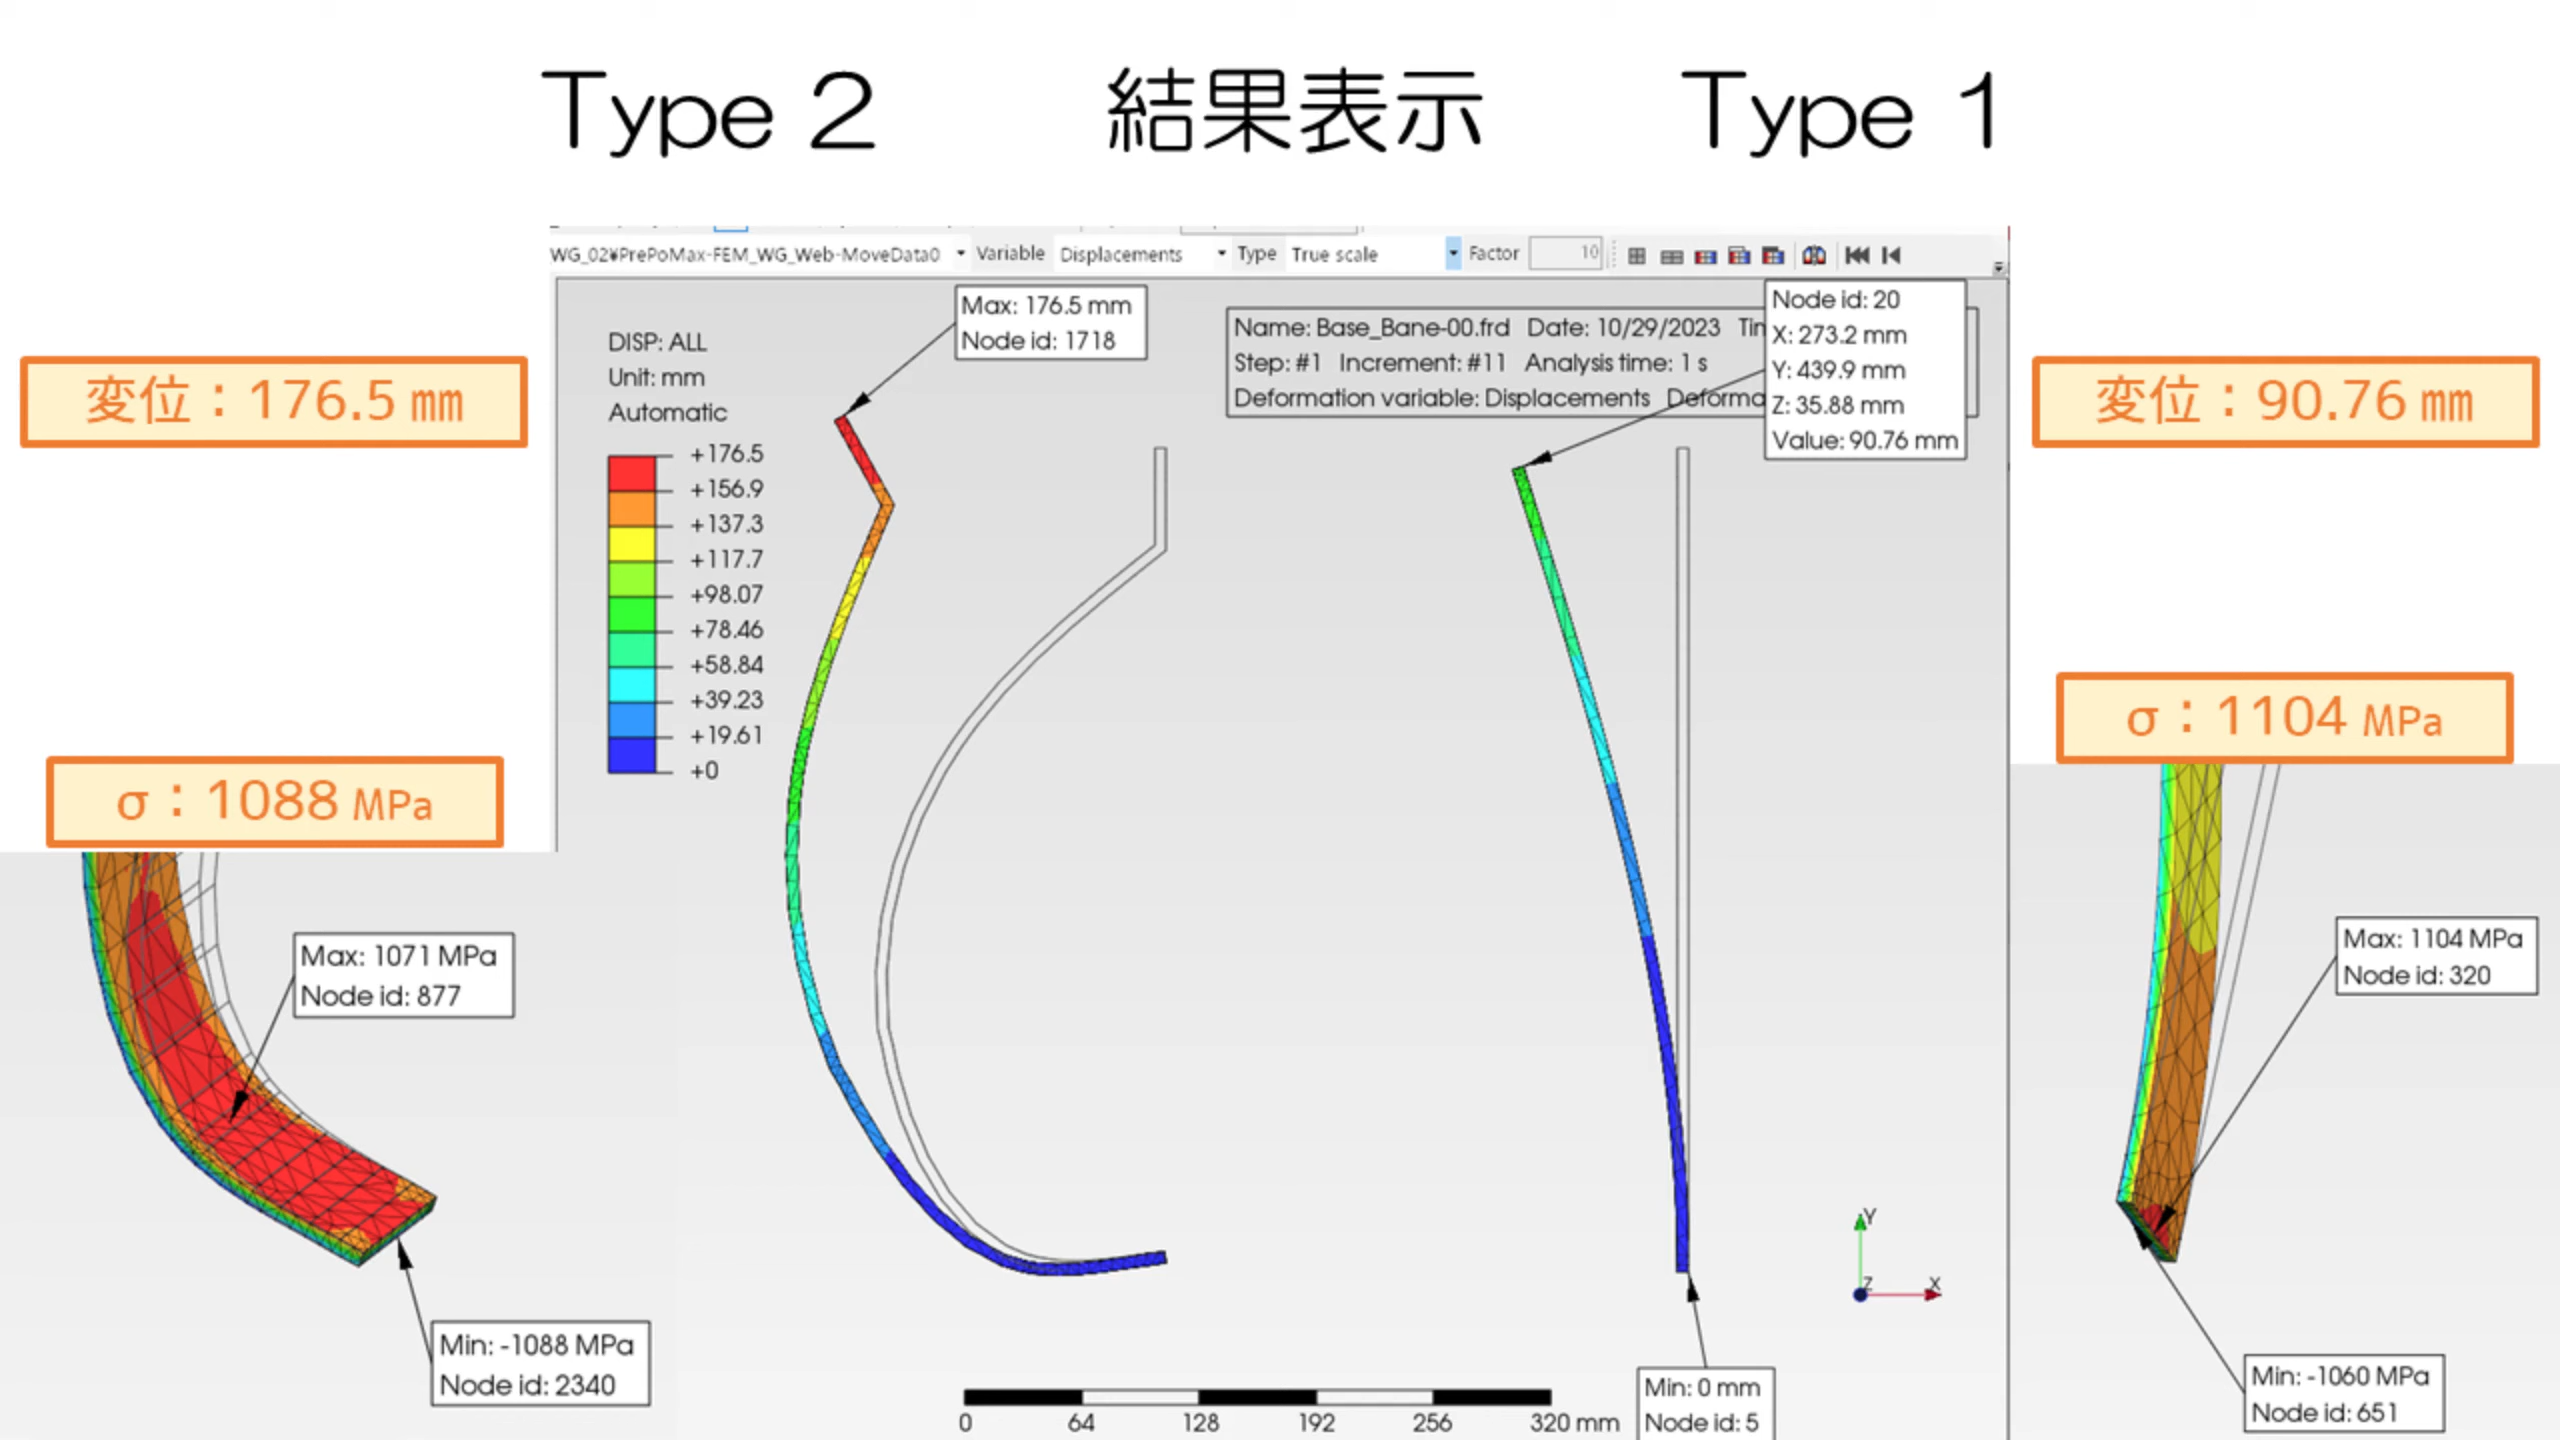 Type 2
結果表示
Type 1
WG_02¥PrePoMax-FEM_WG_Web-MoveData0
Variable
Displacements
Type
True scale
Factor
10
変位：176.5 ㎜
変位：90.76 ㎜
Max: 176.5 mm
Node id: 1718
Name: Base_Bane-00.frd Date: 10/29/2023
Step: #1 Increment: #11 Analysis time: 1 s
Deformation variable: Displacements
Node id: 20
X: 273.2 mm
Y: 439.9 mm
Z: 35.88 mm
Value: 90.76 mm
DISP: ALL
Unit: mm
Automatic
+176.5
+156.9
+137.3
+117.7
+98.07
+78.46
+58.84
+39.23
+19.61
+0
σ：1088 MPa
σ：1104 MPa
Max: 1071 MPa
Node id: 877
Min: -1088 MPa
Node id: 2340
Max: 1104 MPa
Node id: 320
Min: -1060 MPa
Node id: 651
Y
Z
X
Min: 0 mm
Node id: 5
0 64 128 192 256 320 mm